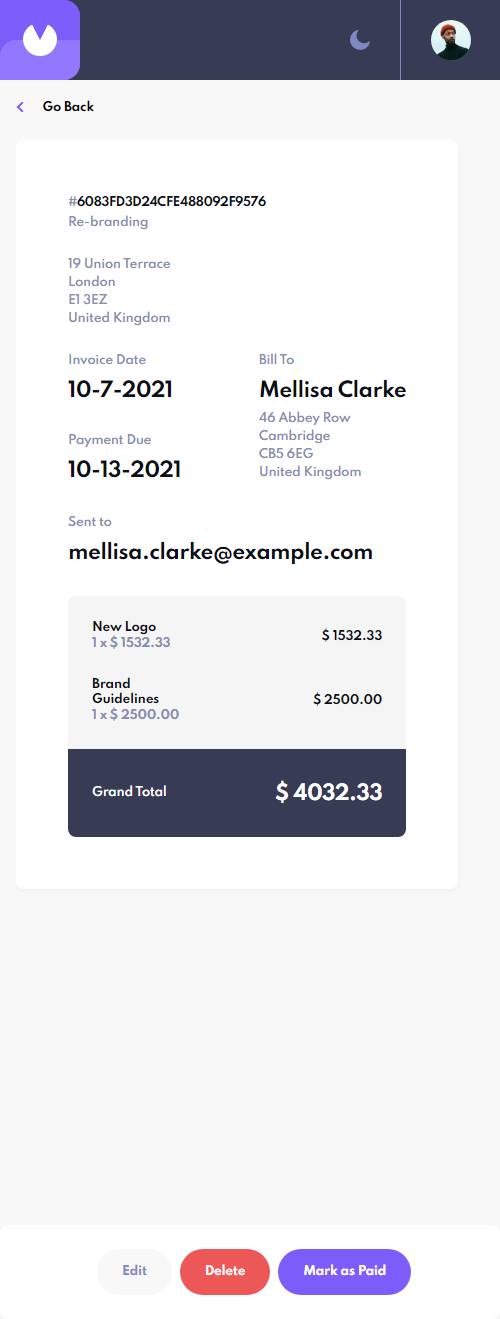 Go Back
#6083FD3D24CFE488092F9576
Re-branding
19 Union Terrace
London
E1 3EZ
United Kingdom
Invoice Date
10-7-2021
Payment Due
10-13-2021
Bill To
Mellisa Clarke
46 Abbey Row
Cambridge
CB5 6EG
United Kingdom
Sent to
mellisa.clarke@example.com
New Logo
1 x $ 1532.33
$ 1532.33
Brand
Guidelines
1 x $ 2500.00
$ 2500.00
Grand Total
$ 4032.33
Edit
Delete
Mark as Paid